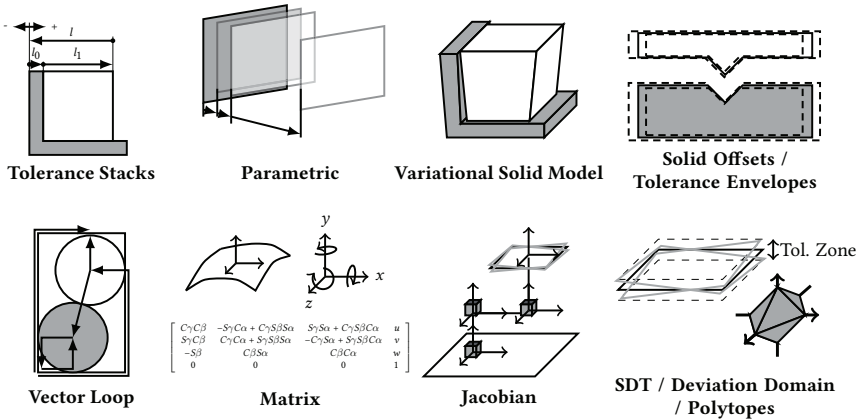 - +
l
l0 l1
Tolerance Stacks
Parametric
Variational Solid Model
Solid Offsets /
Tolerance Envelopes
Vector Loop
y
x
z
CγCβ −SγCα + CγSβSα SγSα + CγSβCα u
SγCβ CγCα + SγSβSα −CγSα + SγSβCα v
−Sβ CβSα CβCα w
0 0 0 1
Matrix
Jacobian
Tol. Zone
SDT / Deviation Domain
/ Polytopes